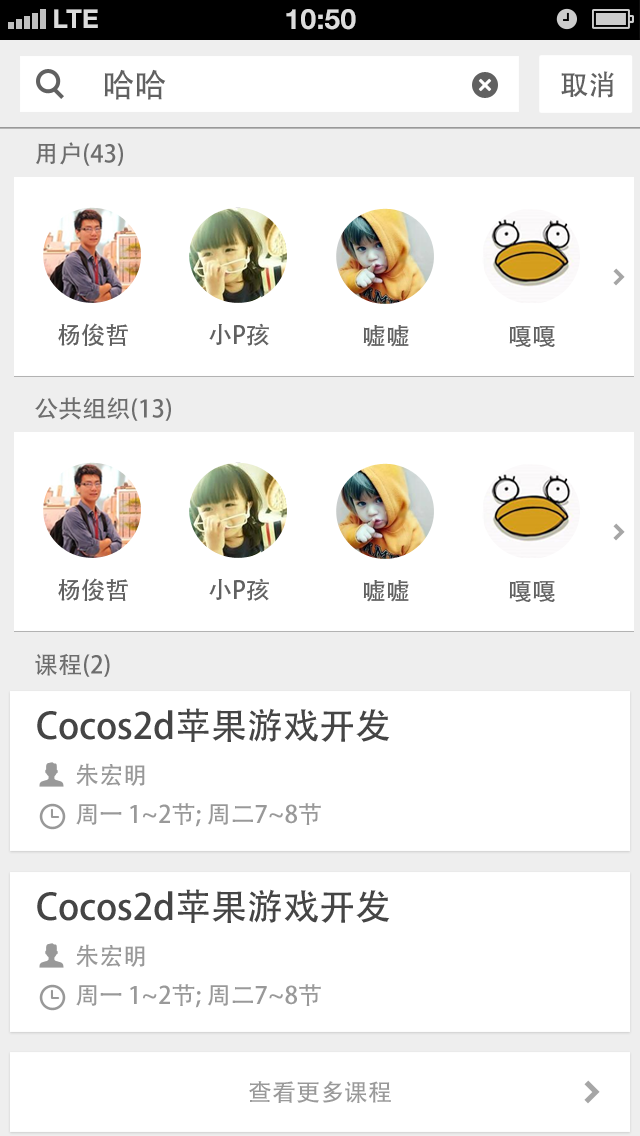 LTE 10:50
哈哈 取消
用户(43)
杨俊哲 小P孩 嘘嘘 嘎嘎
公共组织(13)
杨俊哲 小P孩 嘘嘘 嘎嘎
课程(2)
Cocos2d苹果游戏开发
朱宏明
周一 1~2节; 周二7~8节
Cocos2d苹果游戏开发
朱宏明
周一 1~2节; 周二7~8节
查看更多课程